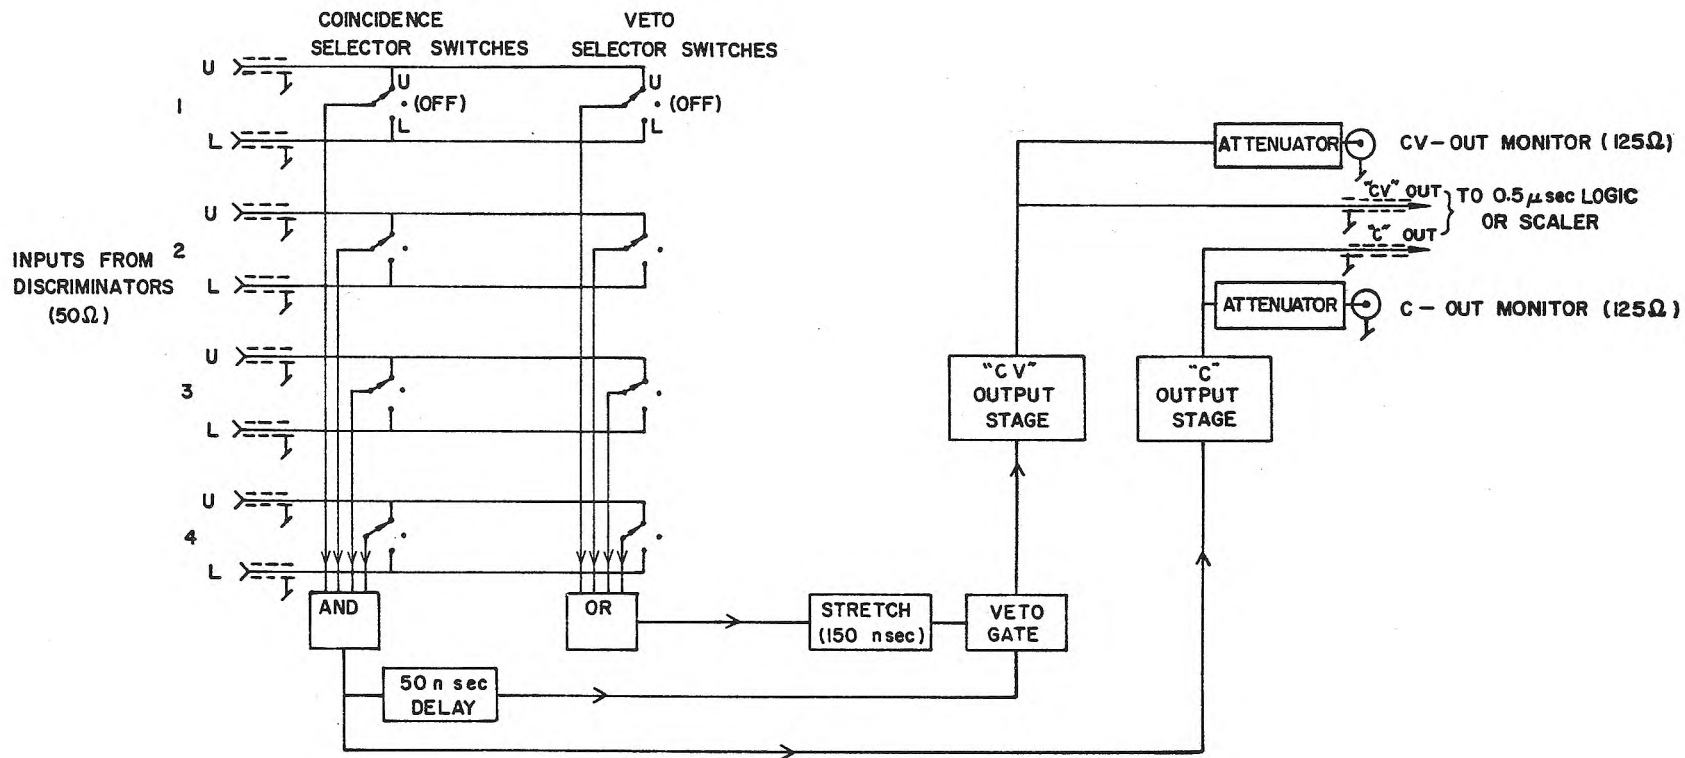 COINCIDENCE
SELECTOR SWITCHES
VETO
SELECTOR SWITCHES
U
U
(OFF)
U
(OFF)
1
L
L
L
U
2
L
INPUTS FROM
DISCRIMINATORS
(50Ω)
U
3
L
U
4
L
AND
OR
STRETCH
(150 nsec)
VETO
GATE
50 n sec
DELAY
"CV"
OUTPUT
STAGE
"C"
OUTPUT
STAGE
ATTENUATOR
CV-OUT MONITOR (125Ω)
"CV" OUT
TO 0.5 μsec LOGIC
OR SCALER
"C" OUT
ATTENUATOR
C - OUT MONITOR (125Ω)